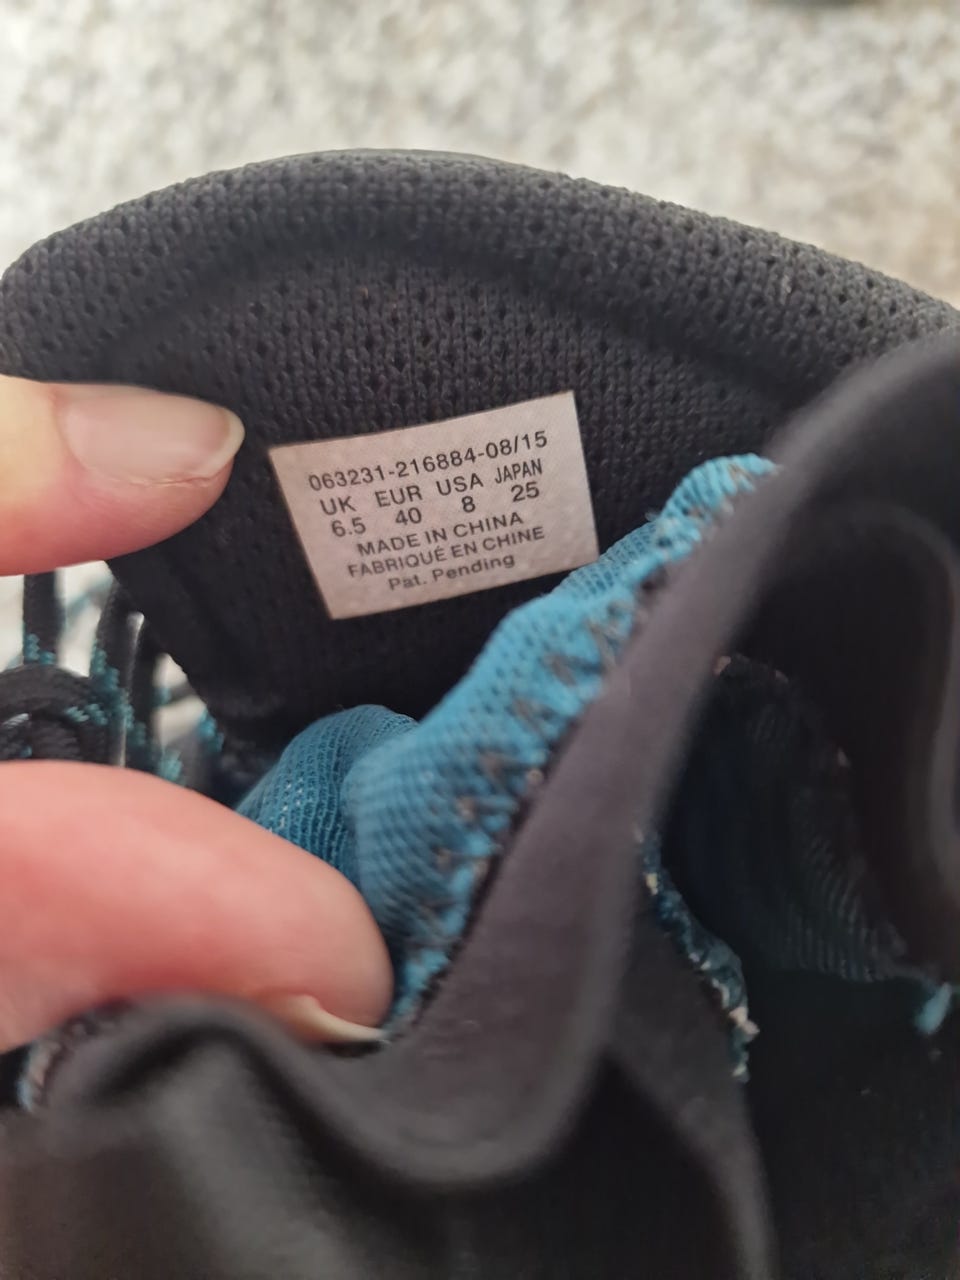 063231-216884-08/15
UK EUR USA JAPAN
6.5 40 8 25
MADE IN CHINA
FABRIQUÉ EN CHINE
Pat. Pending